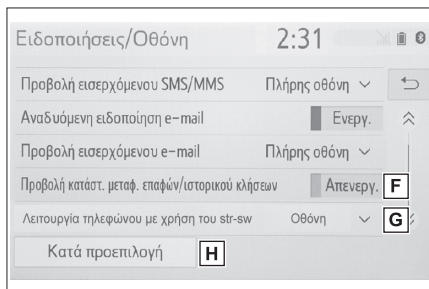 Ειδοποιήσεις/Οθόνη 2:31
Προβολή εισερχόμενου SMS/MMS Πλήρης οθόνη
Αναδυόμενη ειδοποίηση e-mail Ενεργ.
Προβολή εισερχόμενου e-mail Πλήρης οθόνη
Προβολή κατάστ. μεταφ. επαφών/ιστορικού κλήσεων Απενεργ. F
Λειτουργία τηλεφώνου με χρήση του str-sw Οθόνη G
Κατά προεπιλογή H